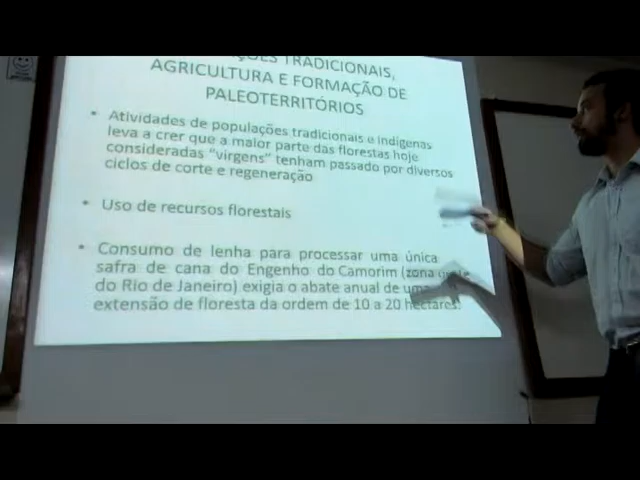 TRADICIONAIS,
AGRICULTURA E FORMAÇÃO DE
PALEOTERRITÓRIOS
• Atividades de populações tradicionais e indígenas
leva a crer que a maior parte das florestas hoje
consideradas "virgens" tenham passado por diversos
ciclos de corte e regeneração
• Uso de recursos florestais
• Consumo de lenha para processar uma única
safra de cana do Engenho do Camorim (zona
do Rio de Janeiro) exigia o abate anual de uma
extensão de floresta da ordem de 10 a 20 hectares.